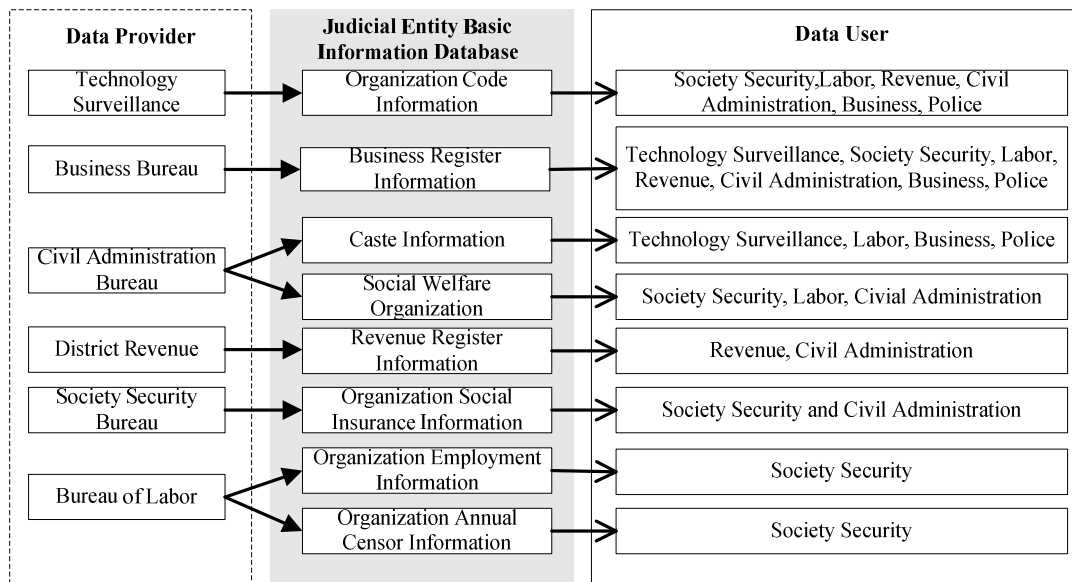 Data Provider
Judicial Entity Basic
Information Database
Data User
Technology
Surveillance
Organization Code
Information
Society Security,Labor, Revenue, Civil
Administration, Business, Police
Business Bureau
Business Register
Information
Technology Surveillance, Society Security, Labor,
Revenue, Civil Administration, Business, Police
Civil Administration
Bureau
Caste Information
Technology Surveillance, Labor, Business, Police
Social Welfare
Organization
Society Security, Labor, Civial Administration
District Revenue
Revenue Register
Information
Revenue, Civil Administration
Society Security
Bureau
Organization Social
Insurance Information
Society Security and Civil Administration
Bureau of Labor
Organization Employment
Information
Society Security
Organization Annual
Censor Information
Society Security